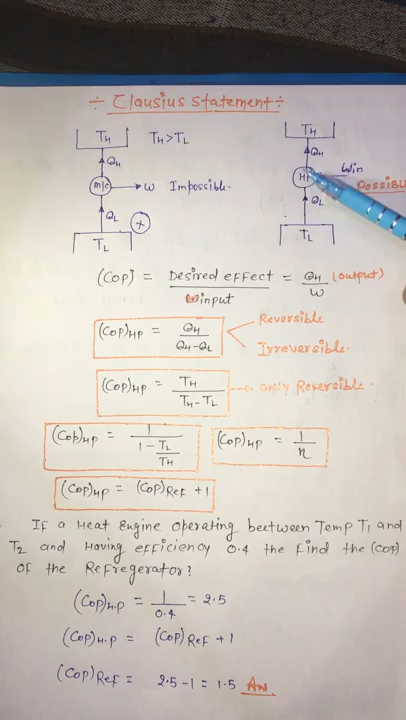 ÷ Clausius Statement ÷
TH TH > TL TH
QH QH
M/C → W Impossible. HP Win
Possible
QL QL
TL TL
(COP) = Desired effect / Winput = QH / W (output)
(COP)HP = QH / QH - QL Reversible
Irreversible.
(COP)HP = TH / TH - TL only Reversible.
(COP)HP = 1 / 1 - TL/TH (COP)HP = 1/η
(COP)HP = (COP)Ref + 1
If a Heat Engine operating beetween Temp T1 and
T2 and Having efficiency 0.4 the find the (COP)
of the Refregerator?
(COP)H.P = 1/0.4 = 2.5
(COP)H.P = (COP)Ref + 1
(COP)Ref = 2.5 - 1 = 1.5 Aw